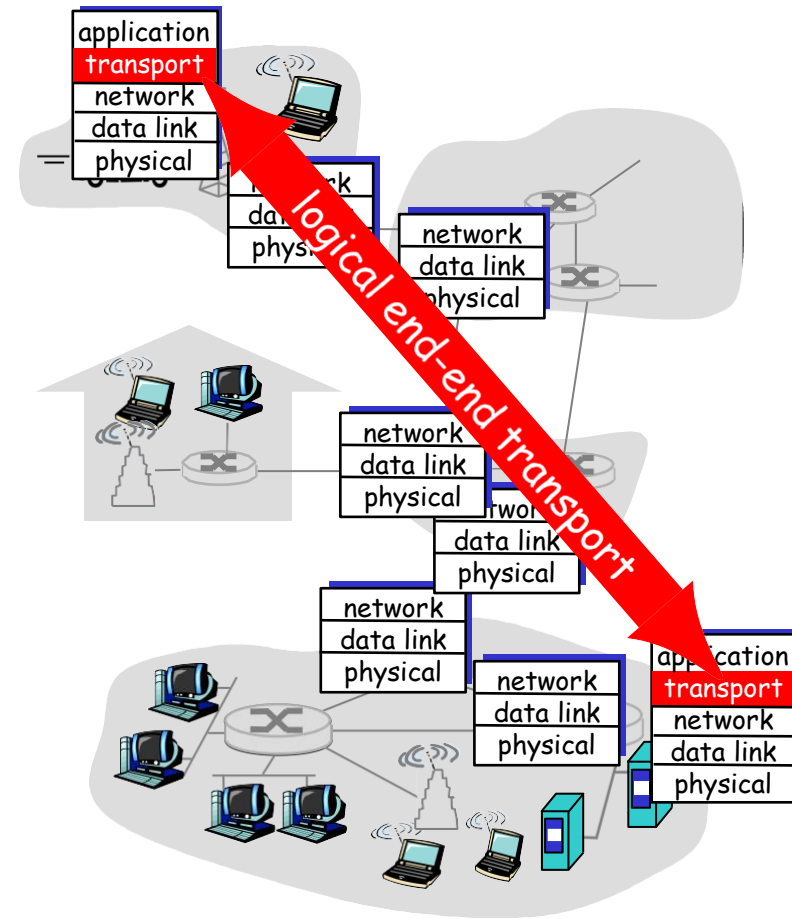 application
transport
network
data link
physical
network
data link
physical
logical end-end transport
network
data link
physical
data link
physical
network
data link
physical
network
data link
physical
application
transport
network
data link
physical